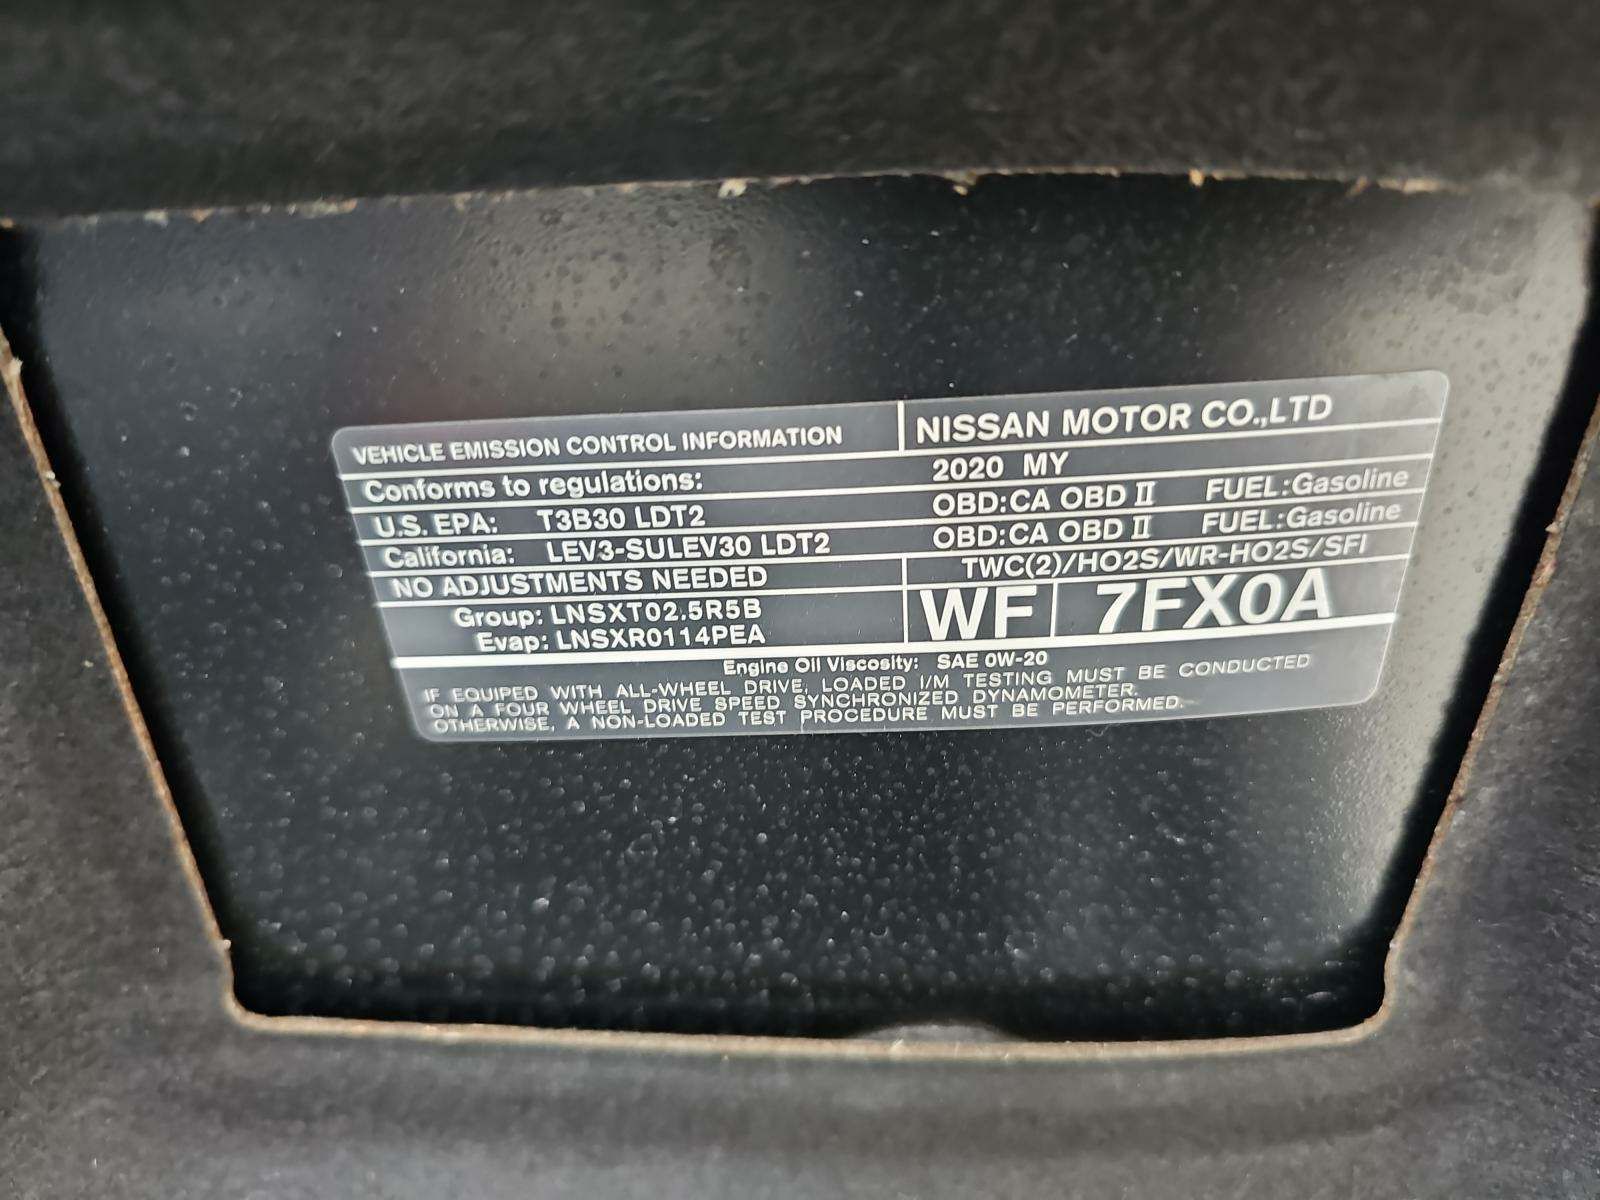 VEHICLE EMISSION CONTROL INFORMATION NISSAN MOTOR CO.,LTD
Conforms to regulations: 2020 MY
U.S. EPA: T3B30 LDT2 OBD:CA OBD II FUEL:Gasoline
California: LEV3-SULEV30 LDT2 OBD:CA OBD II FUEL:Gasoline
NO ADJUSTMENTS NEEDED TWC(2)/HO2S/WR-HO2S/SFI
Group: LNSXT02.5R5B WF 7FX0A
Evap: LNSXR0114PEA
Engine Oil Viscosity: SAE 0W-20
IF EQUIPED WITH ALL-WHEEL DRIVE, LOADED I/M TESTING MUST BE CONDUCTED
ON A FOUR WHEEL DRIVE SPEED SYNCHRONIZED DYNAMOMETER.
OTHERWISE, A NON-LOADED TEST PROCEDURE MUST BE PERFORMED.